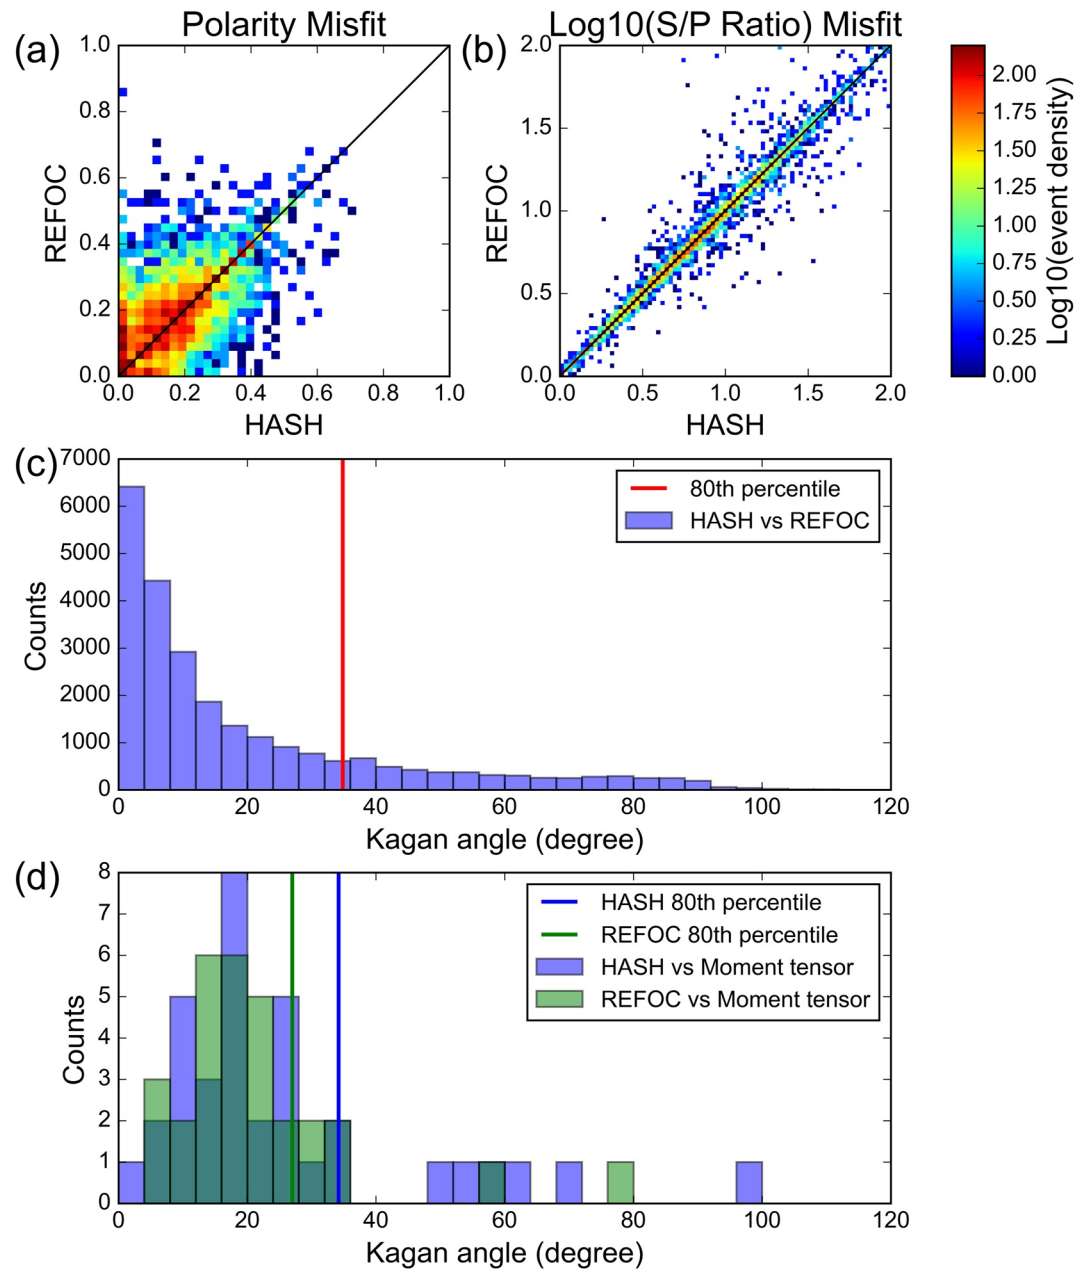 (a)
Polarity Misfit
1.0
0.8
0.6
0.4
0.2
0.0
REFOC
0.0 0.2 0.4 0.6 0.8 1.0
HASH
(b)
Log10(S/P Ratio) Misfit
2.0
1.5
1.0
0.5
0.0
REFOC
0.0 0.5 1.0 1.5 2.0
HASH
2.00
1.75
1.50
1.25
1.00
0.75
0.50
0.25
0.00
Log10(event density)
(c)
7000
6000
5000
4000
3000
2000
1000
0
Counts
80th percentile
HASH vs REFOC
0 20 40 60 80 100 120
Kagan angle (degree)
(d)
8
7
6
5
4
3
2
1
0
Counts
HASH 80th percentile
REFOC 80th percentile
HASH vs Moment tensor
REFOC vs Moment tensor
0 20 40 60 80 100 120
Kagan angle (degree)